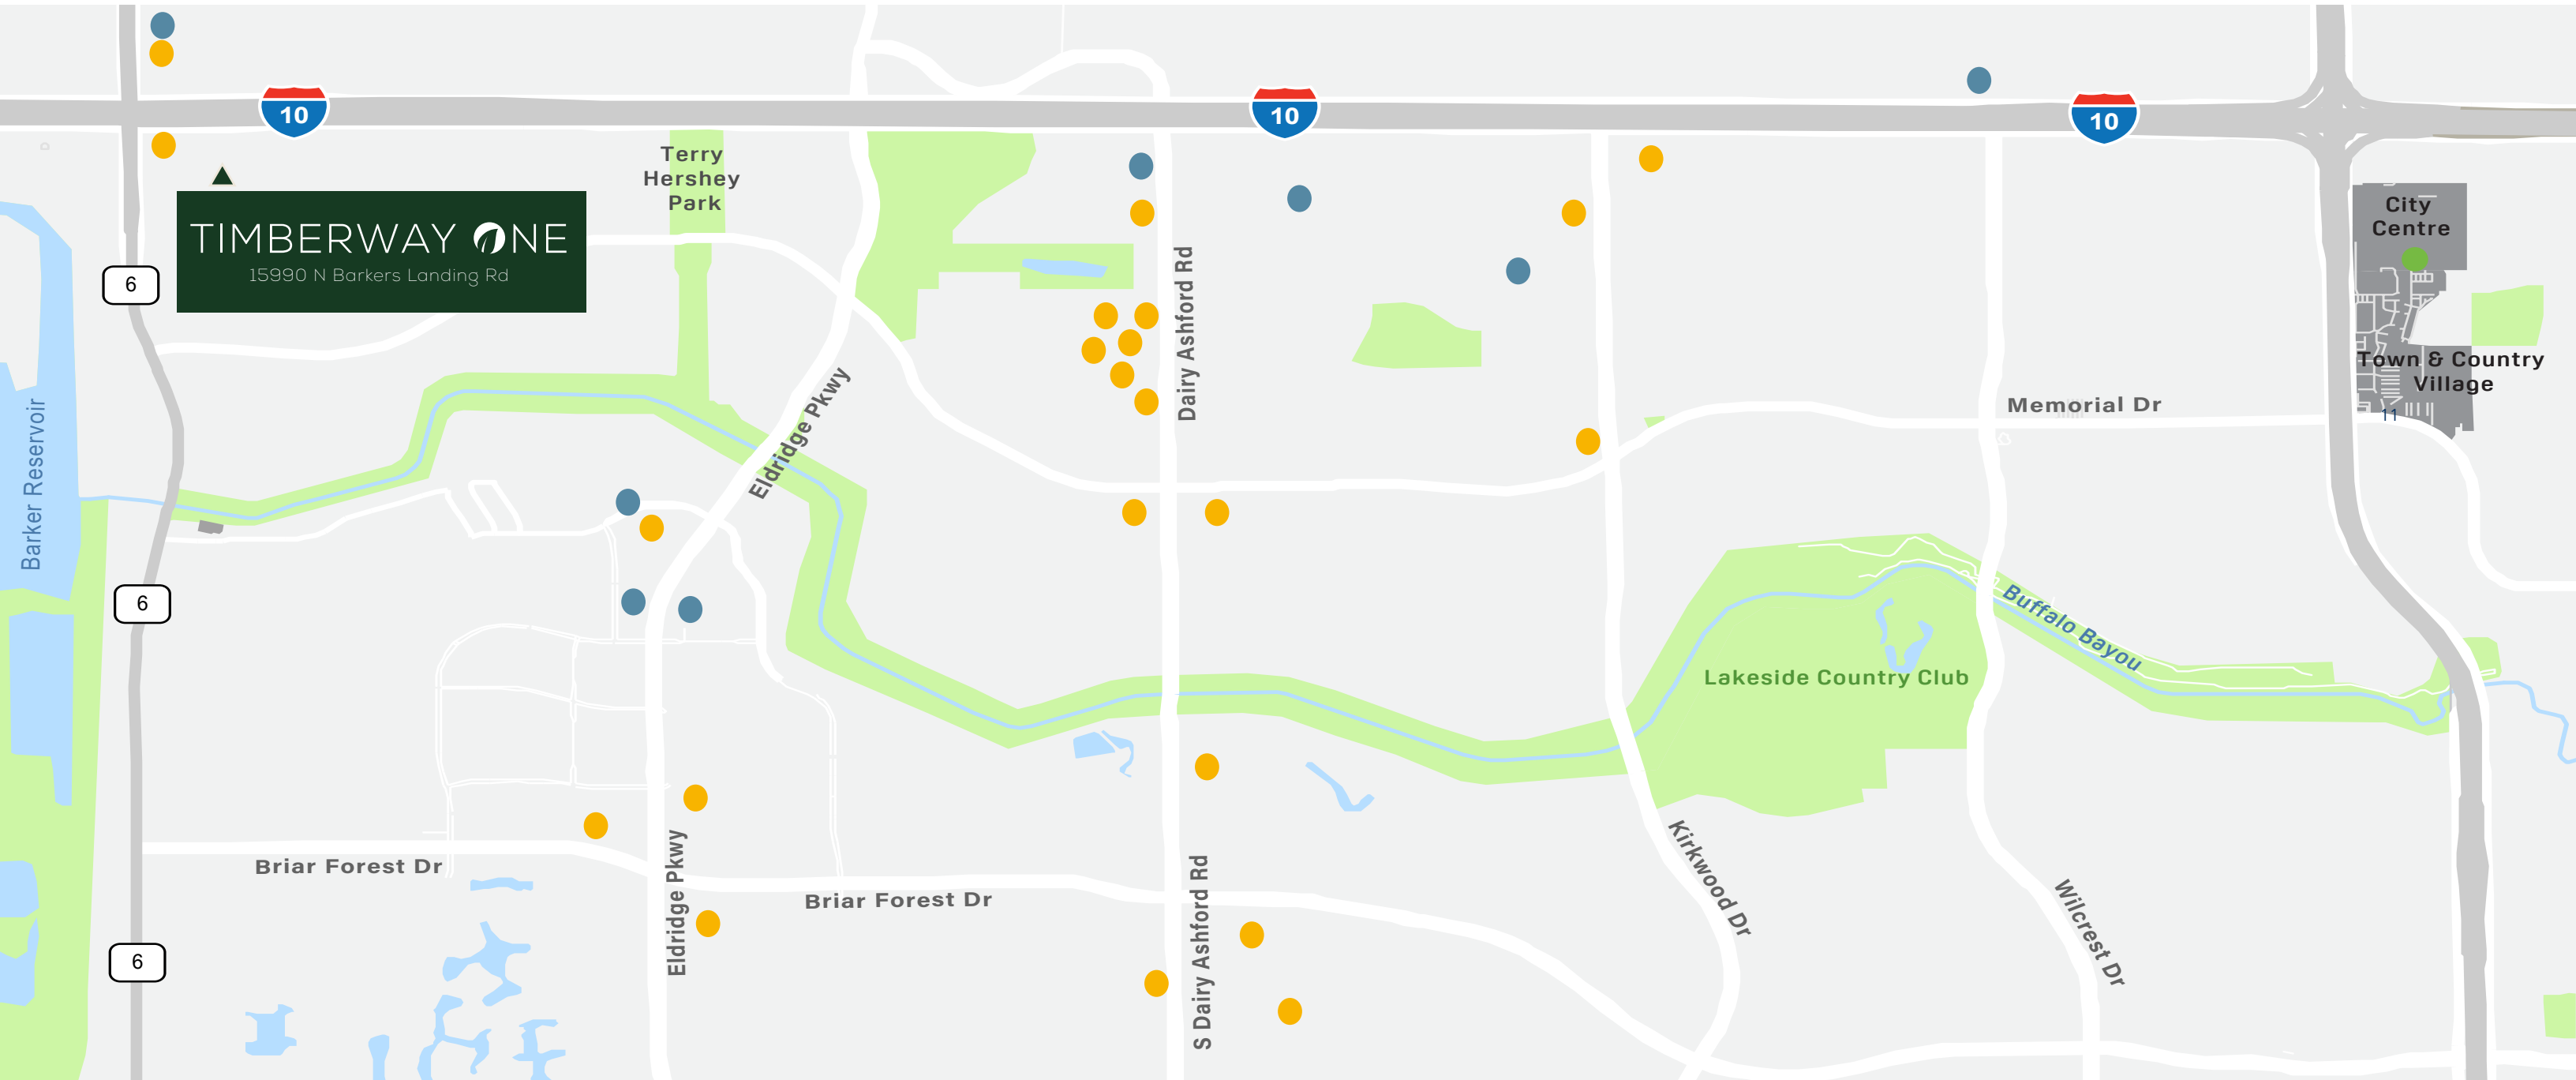 10
10
10
Terry
Hershey
Park
City
Centre
TIMBERWAY ONE
15990 N Barkers Landing Rd
6
Dairy Ashford Rd
Eldridge Pkwy
Town & Country
Village
Memorial Dr
11
Barker Reservoir
6
Buffalo Bayou
Lakeside Country Club
Briar Forest Dr
Eldridge Pkwy
Briar Forest Dr
S Dairy Ashford Rd
Kirkwood Dr
Wilcrest Dr
6